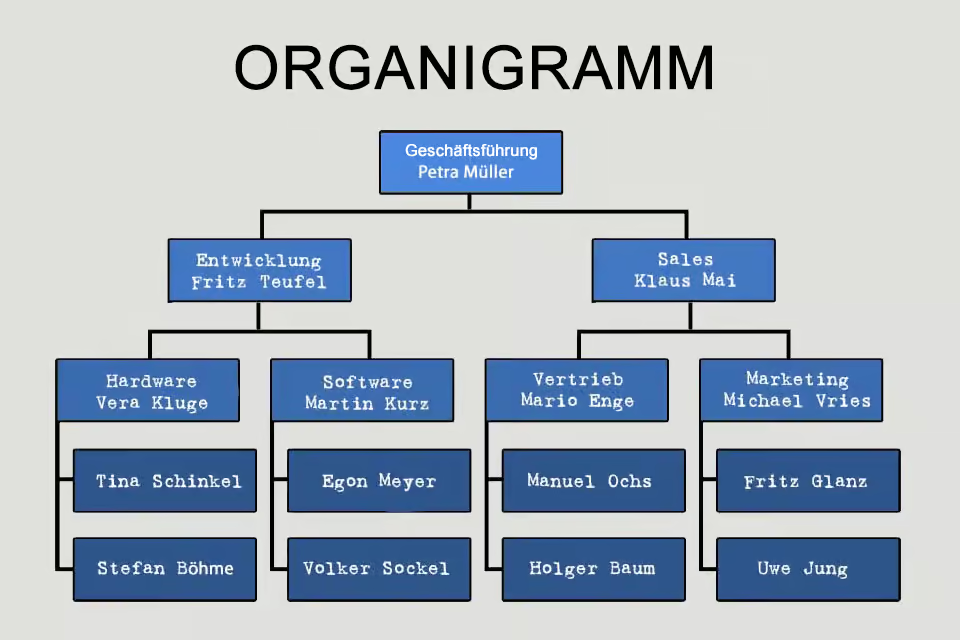 ORGANIGRAMM
Geschäftsführung
Petra Müller
Entwicklung
Fritz Teufel
Sales
Klaus Mai
Hardware
Vera Kluge
Software
Martin Kurz
Vertrieb
Mario Enge
Marketing
Michael Vries
Tina Schinkel
Egon Meyer
Manuel Ochs
Fritz Glanz
Stefan Böhme
Volker Sockel
Holger Baum
Uwe Jung